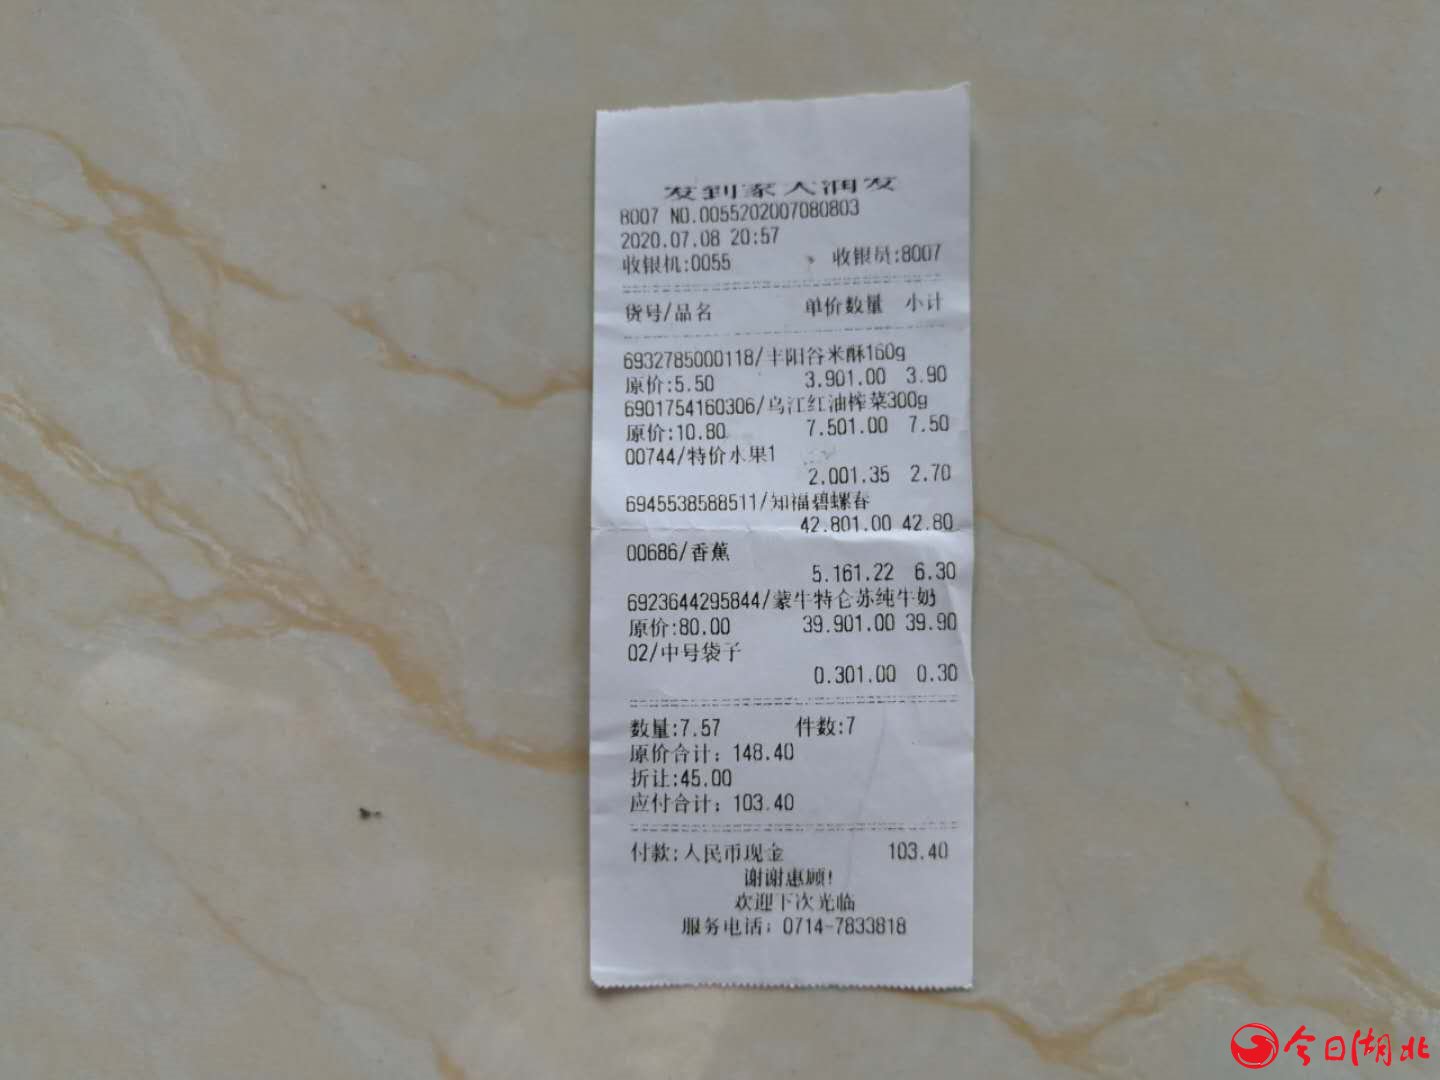 发到家大润发
8007 NO.0055202007080803
2020.07.08 20:57
收银机:0055 收银员:8007
货号/品名 单价数量 小计
6932785000118/丰阳谷米酥160g
原价:5.50 3.901.00 3.90
6901754160306/乌江红油榨菜300g
原价:10.80 7.501.00 7.50
00744/特价水果1
2.001.35 2.70
6945538588511/知福碧螺春
42.801.00 42.80
00686/香蕉
5.161.22 6.30
6923644295844/蒙牛特仑苏纯牛奶
原价:80.00 39.901.00 39.90
02/中号袋子
0.301.00 0.30
数量:7.57 件数:7
原价合计: 148.40
折让:45.00
应付合计: 103.40
付款:人民币现金 103.40
谢谢惠顾!
欢迎下次光临
服务电话: 0714-7833818
今日湖北